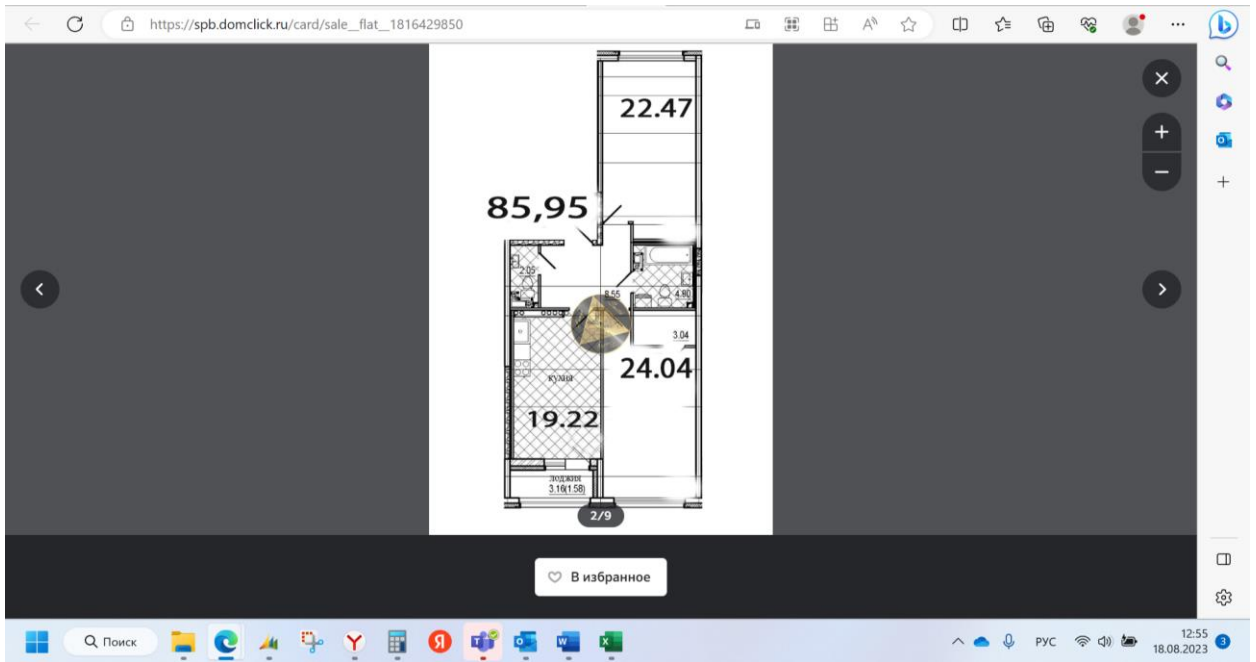 https://spb.domclick.ru/card/sale__flat__1816429850
22.47
85,95
2.05
8.55
4.80
3.04
24.04
кухня
19.22
лоджия
3.16(1.58)
2/9
В избранное
Поиск
РУС
12:55
18.08.2023
3